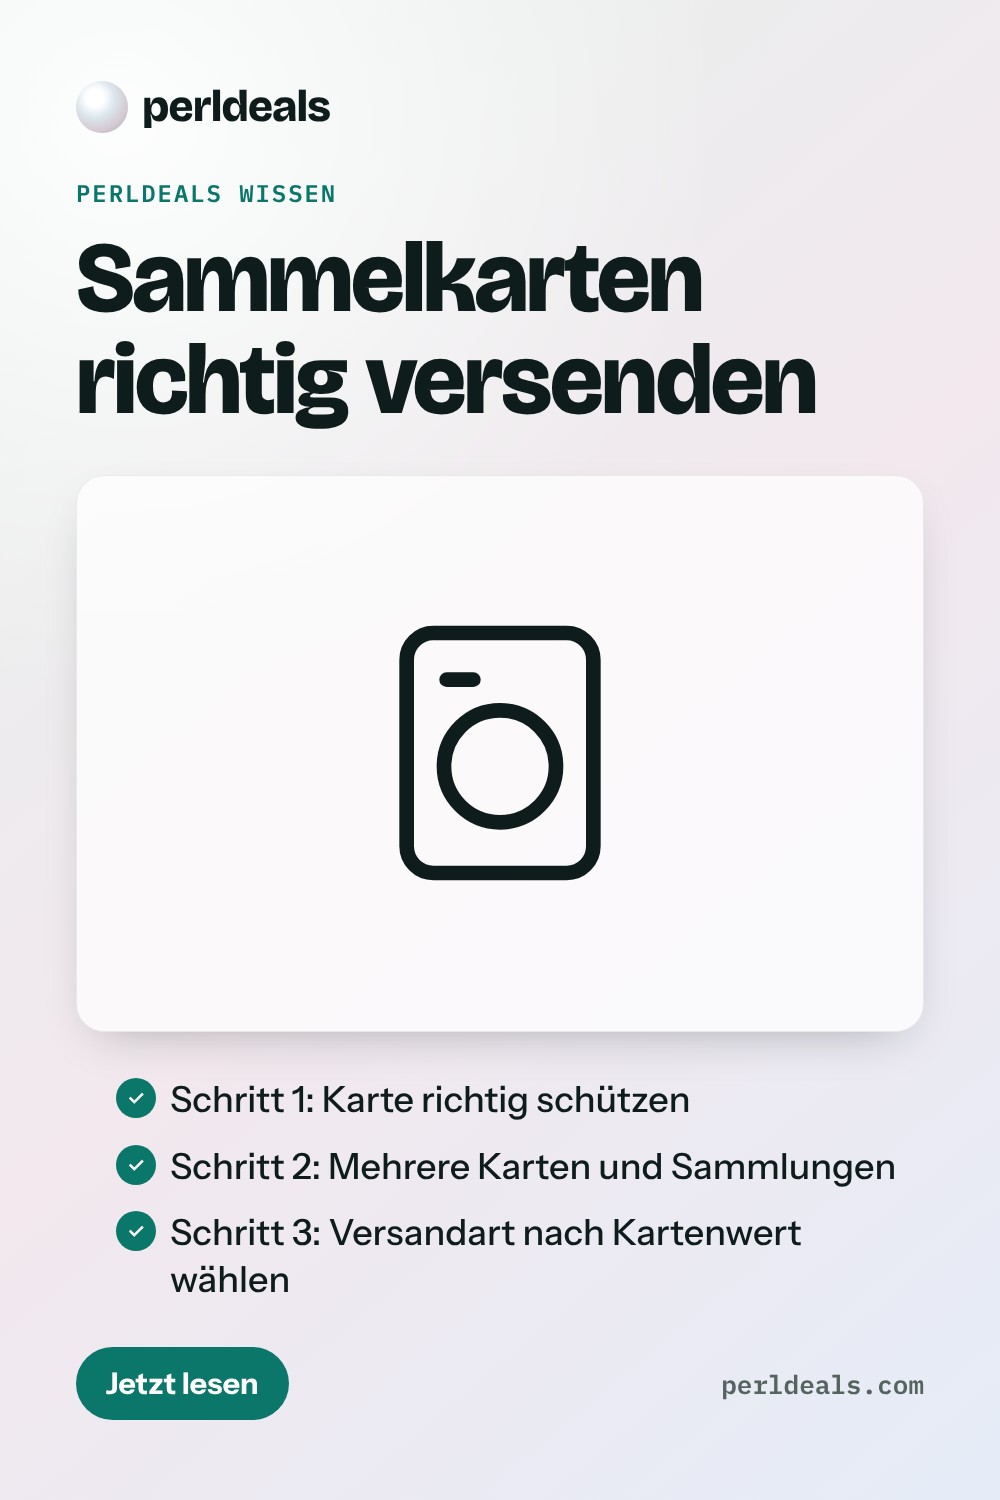 perldeals
PERLDEALS WISSEN
Sammelkarten
richtig versenden
Schritt 1: Karte richtig schützen
Schritt 2: Mehrere Karten und Sammlungen
Schritt 3: Versandart nach Kartenwert
wählen
Jetzt lesen
perldeals.com